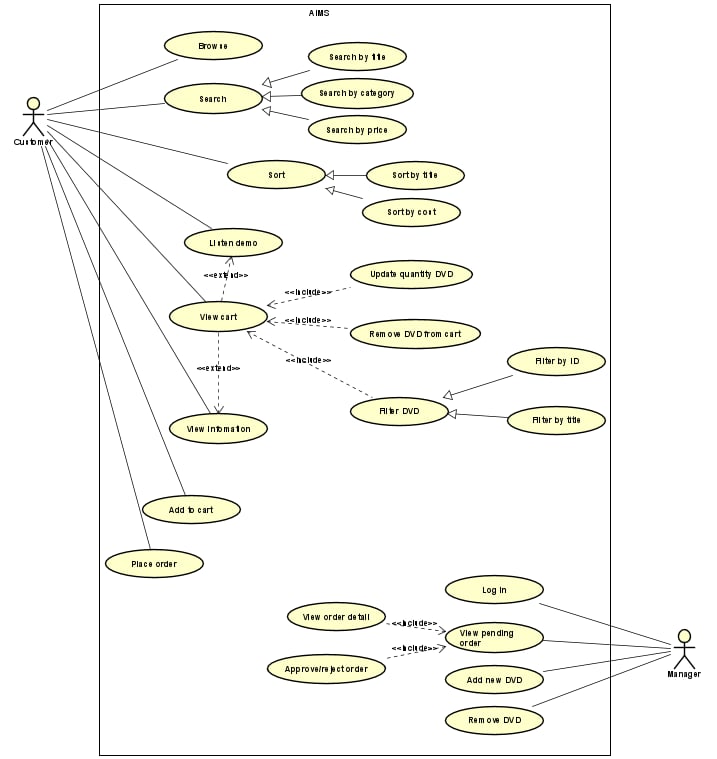 AIMS
Browse
Search by title
Search
Search by category
Search by price
Customer
Sort
Sort by title
Sort by cost
Listen demo
<<extend>>
Update quantity DVD
<<include>>
View cart
<<include>>
Remove DVD from cart
<<include>>
<<extend>>
Filter by ID
Filter DVD
Filter by title
View infomation
Add to cart
Place order
Log in
View order detail
<<include>>
View pending
order
<<include>>
Approve/reject order
Manager
Add new DVD
Remove DVD